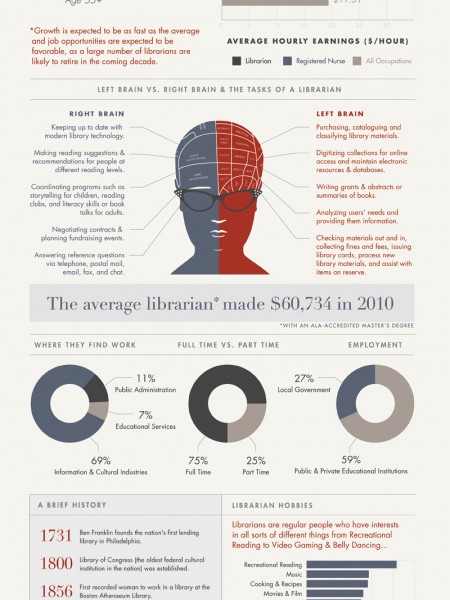 Age 55+
$19.59
*Growth is expected to be as fast as the average
and job opportunities are expected to be
favorable, as a large number of librarians are
likely to retire in the coming decade.
AVERAGE HOURLY EARNINGS ($/HOUR)
Librarian
Registered Nurse
All Occupations
LEFT BRAIN VS. RIGHT BRAIN & THE TASKS OF A LIBRARIAN
RIGHT BRAIN
Keeping up to date with
modern library technology.
Making reading suggestions &
recommendations for people at
different reading levels.
Coordinating programs such as
storytelling for children, reading
clubs, and literacy skills or book
talks for adults.
Negotiating contracts &
planning fundraising events.
Answering reference questions
via telephone, postal mail,
email, fax, and chat.
LEFT BRAIN
Purchasing, cataloguing and
classifying library materials.
Digitizing collections for online
access and maintain electronic
resources & databases.
Writing grants & abstracts or
summaries of books.
Analyzing users' needs and
providing them information.
Checking materials out and in,
collecting fines and fees, issuing
library cards, process new
library materials, and assist with
items on reserve.
The average librarian* made $60,734 in 2010
*WITH AN ALA-ACCREDITED MASTER'S DEGREE
WHERE THEY FIND WORK
11%
Public Administration
7%
Educational Services
69%
Information & Cultural Industries
FULL TIME VS. PART TIME
75%
Full Time
25%
Part Time
EMPLOYMENT
27%
Local Government
59%
Public & Private Educational Institutions
A BRIEF HISTORY
1731 Ben Franklin founds the nation's first lending
library in Philadelphia.
1800 Library of Congress (the oldest federal cultural
institution in the nation) was established.
1856 First recorded woman to work in a library at the
Boston Athenaeum Library.
LIBRARIAN HOBBIES
Librarians are regular people who have interests
in all sorts of different things from Recreational
Reading to Video Gaming & Belly Dancing...
Recreational Reading
Music
Cooking & Recipes
Movies & Film